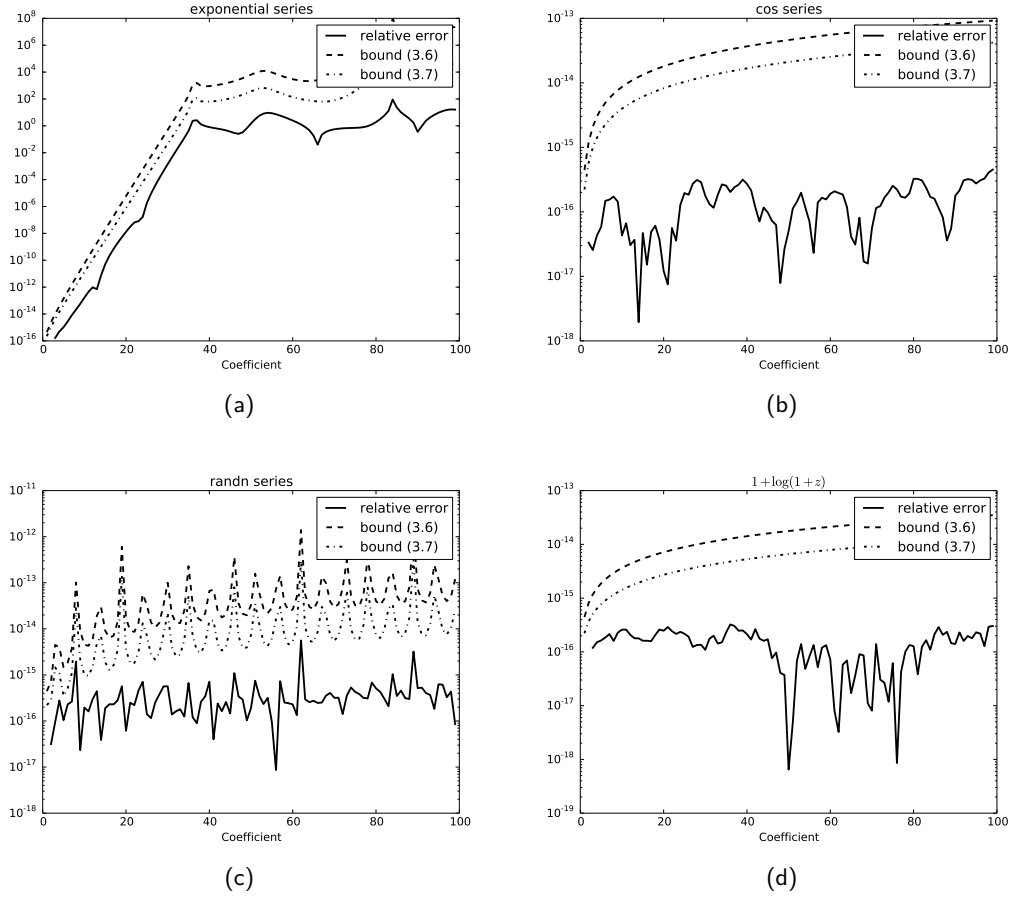 exponential series
10^8
10^6
10^4
10^2
10^0
10^-2
10^-4
10^-6
10^-8
10^-10
10^-12
10^-14
10^-16
relative error
bound (3.6)
bound (3.7)
0 20 40 60 80 100
Coefficient
(a)
cos series
10^-13
10^-14
10^-15
10^-16
10^-17
10^-18
relative error
bound (3.6)
bound (3.7)
0 20 40 60 80 100
Coefficient
(b)
randn series
10^-11
10^-12
10^-13
10^-14
10^-15
10^-16
10^-17
10^-18
relative error
bound (3.6)
bound (3.7)
0 20 40 60 80 100
Coefficient
(c)
1+log(1+z)
10^-13
10^-14
10^-15
10^-16
10^-17
10^-18
10^-19
relative error
bound (3.6)
bound (3.7)
0 20 40 60 80 100
Coefficient
(d)